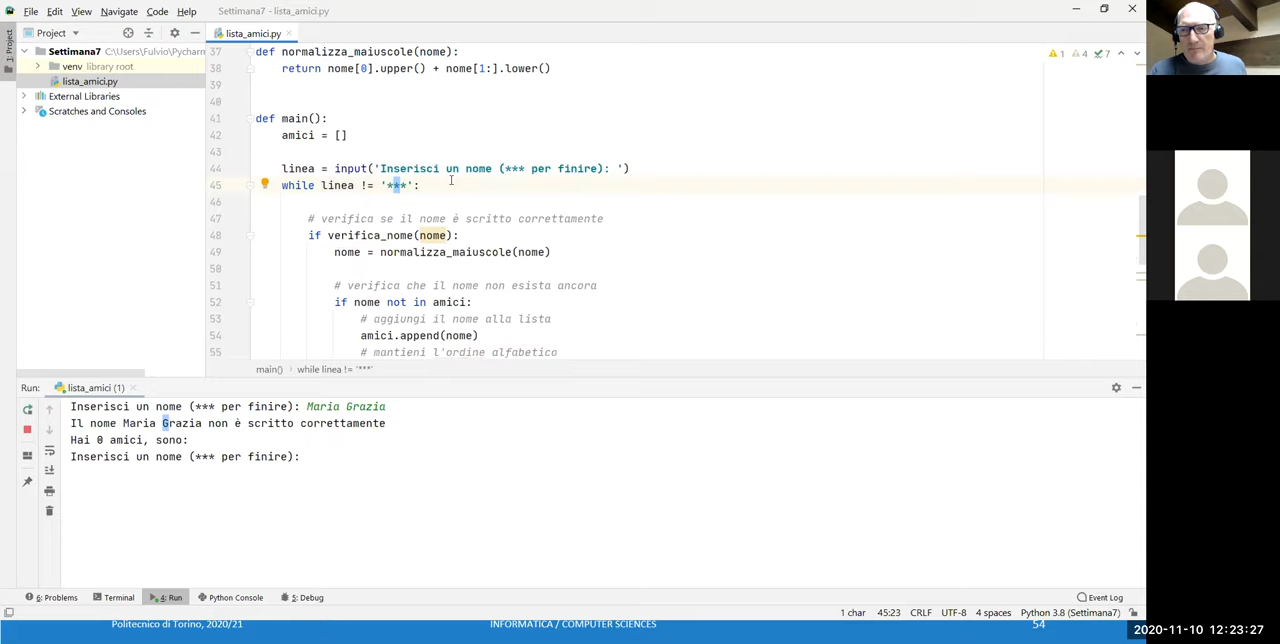 File Edit View Navigate Code Help Settimana7 - lista_amici.py
Project
lista_amici.py
1: Project
Settimana7 C:\Users\Fulvio\Pycharm
venv library root
lista_amici.py
External Libraries
Scratches and Consoles
37 def normalizza_maiuscole(nome):
38 return nome[0].upper() + nome[1:].lower()
39
40
41 def main():
42 amici = []
43
44 linea = input('Inserisci un nome (*** per finire): ')
45 while linea != '***':
46
47 # verifica se il nome è scritto correttamente
48 if verifica_nome(nome):
49 nome = normalizza_maiuscole(nome)
50
51 # verifica che il nome non esista ancora
52 if nome not in amici:
53 # aggiungi il nome alla lista
54 amici.append(nome)
55 # mantieni l'ordine alfabetico
1 4 7
main() › while linea != '***'
Run: lista_amici (1)
Inserisci un nome (*** per finire): Maria Grazia
Il nome Maria Grazia non è scritto correttamente
Hai 0 amici, sono:
Inserisci un nome (*** per finire):
6: Problems Terminal 4: Run Python Console 5: Debug Event Log
1 char 45:23 CRLF UTF-8 4 spaces Python 3.8 (Settimana7)
Politecnico di Torino, 2020/21 INFORMATICA / COMPUTER SCIENCES 54
2020-11-10 12:23:27